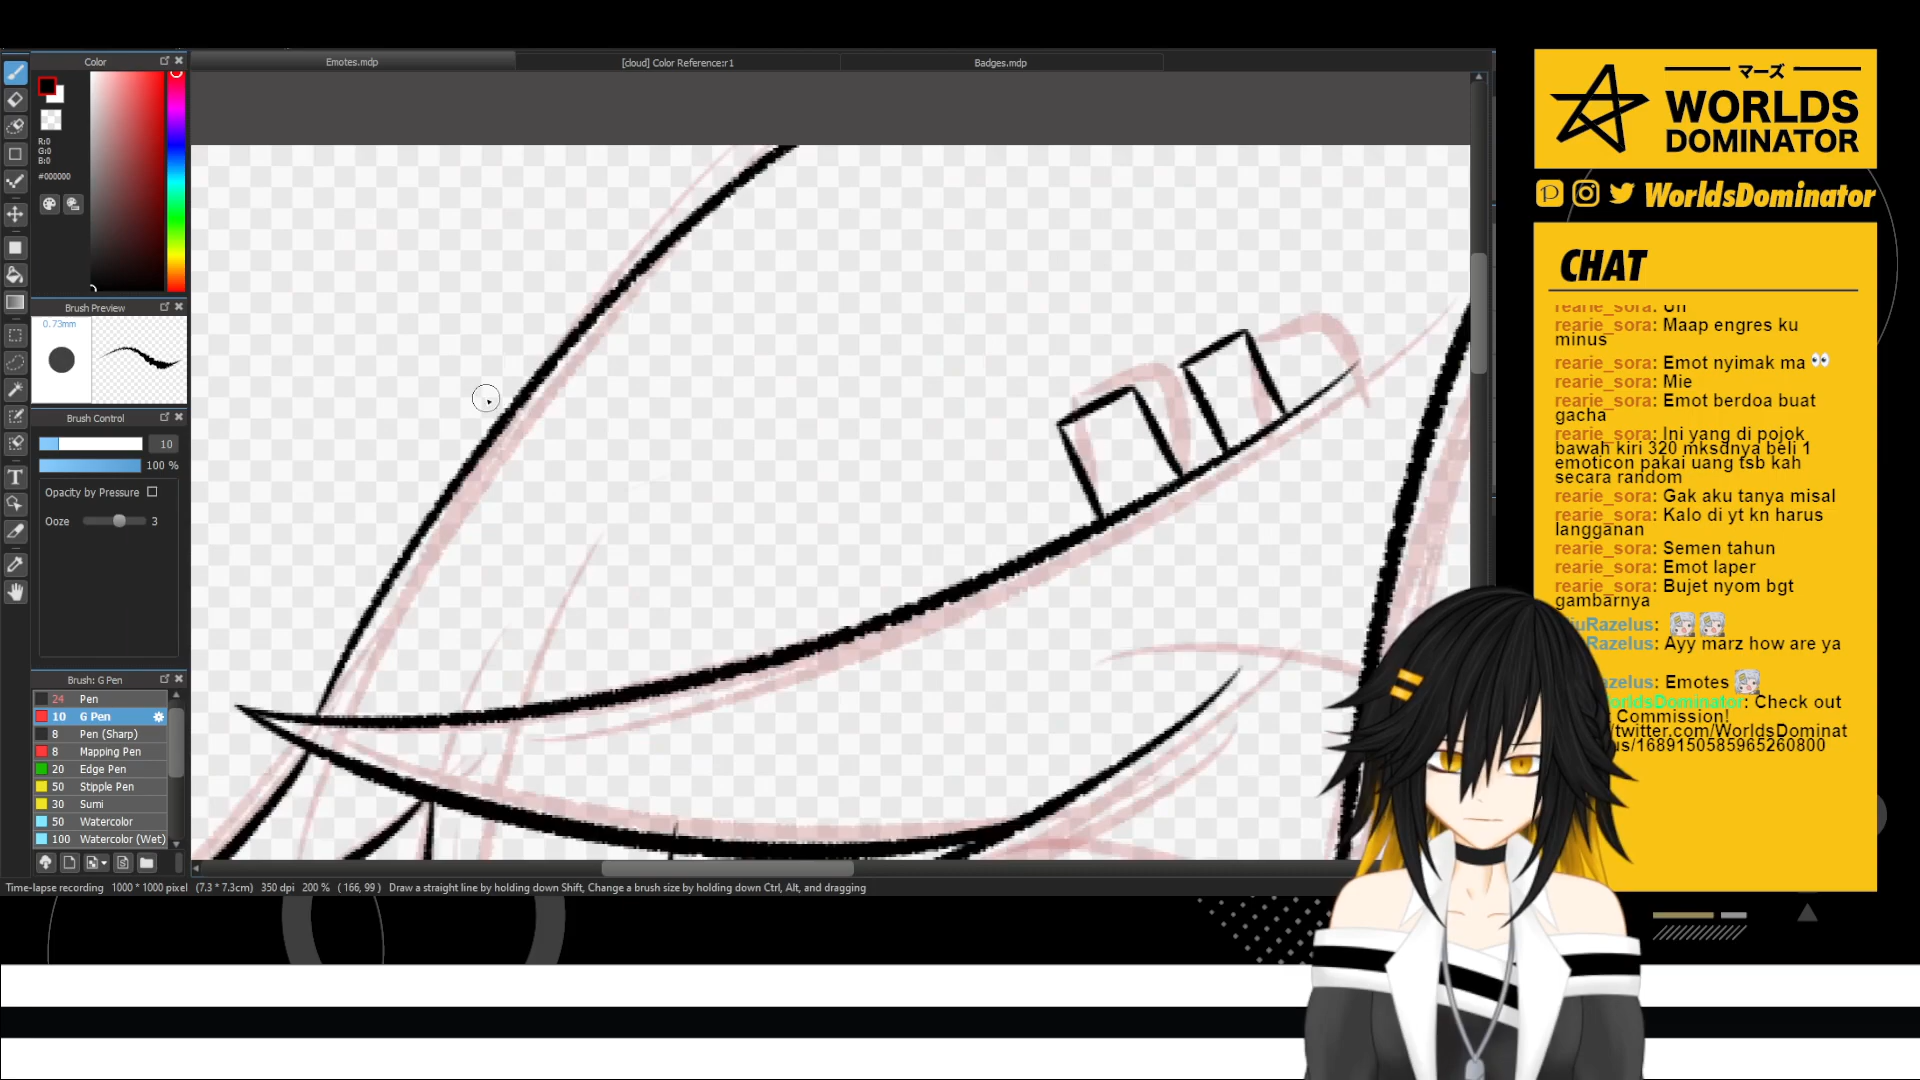 Color
Emotes.mdp
[cloud] Color Reference:r1
Badges.mdp
R:0
G:0
B:0
#000000
Brush Preview
0.73mm
Brush Control
10
100 %
Opacity by Pressure
Ooze 3
Brush: G Pen
24 Pen
10 G Pen
8 Pen (Sharp)
8 Mapping Pen
20 Edge Pen
50 Stipple Pen
30 Sumi
50 Watercolor
100 Watercolor (Wet)
Time-lapse recording 1000 * 1000 pixel (7.3 * 7.3cm) 350 dpi 200 % ( 166, 99 ) Draw a straight line by holding down Shift, Change a brush size by holding down Ctrl, Alt, and dragging
マーズ
WORLDS
DOMINATOR
WorldsDominator
CHAT
rearie_sora: Uh
rearie_sora: Maap engres ku
minus
rearie_sora: Emot nyimak ma 👀
rearie_sora: Mie
rearie_sora: Emot berdoa buat
gacha
rearie_sora: Ini yang di pojok
bawah kiri 320 mksdnya beli 1
emoticon pakai uang tsb kah
secara random
rearie_sora: Gak aku tanya misal
rearie_sora: Kalo di yt kn harus
langganan
rearie_sora: Semen tahun
rearie_sora: Emot laper
rearie_sora: Bujet nyom bgt
gambarnya
uRazelus:
Razelus: Ayy marz how are ya
azelus: Emotes
orldsDominator: Check out
Commission!
/twitter.com/WorldsDominat
us/1689150585965260800